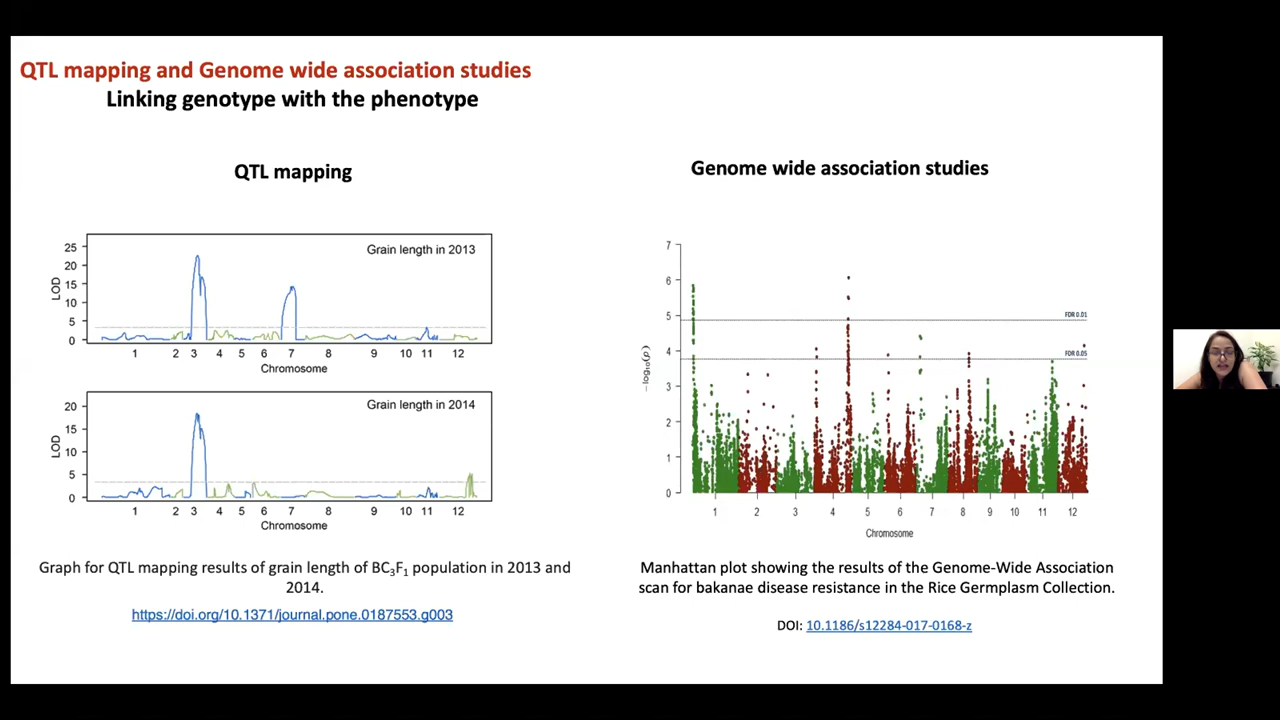 QTL mapping and Genome wide association studies
Linking genotype with the phenotype
QTL mapping
Grain length in 2013
25
20
15
10
5
0
LOD
1 2 3 4 5 6 7 8 9 10 11 12
Chromosome
Grain length in 2014
20
15
10
5
0
LOD
1 2 3 4 5 6 7 8 9 10 11 12
Chromosome
Graph for QTL mapping results of grain length of BC₃F₁ population in 2013 and
2014.
https://doi.org/10.1371/journal.pone.0187553.g003
Genome wide association studies
7
6
5
4
3
2
1
0
−log₁₀(p)
FDR 0.01
FDR 0.05
1 2 3 4 5 6 7 8 9 10 11 12
Chromosome
Manhattan plot showing the results of the Genome-Wide Association
scan for bakanae disease resistance in the Rice Germplasm Collection.
DOI: 10.1186/s12284-017-0168-z